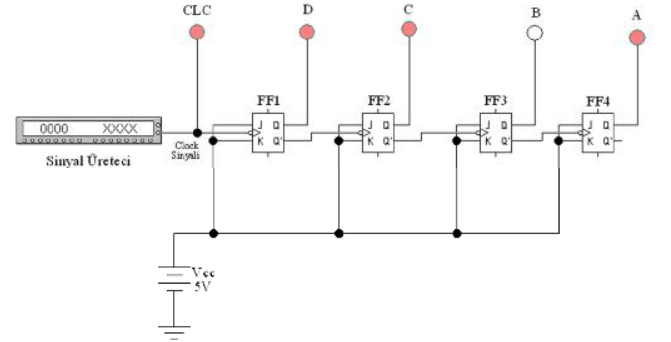 CLC D C B A
FF1 FF2 FF3 FF4
J Q J Q J Q J Q
K Q' K Q' K Q' K Q'
0000 XXXX
Sinyal Üreteci
Clock
Sinyali
Vcc
5V